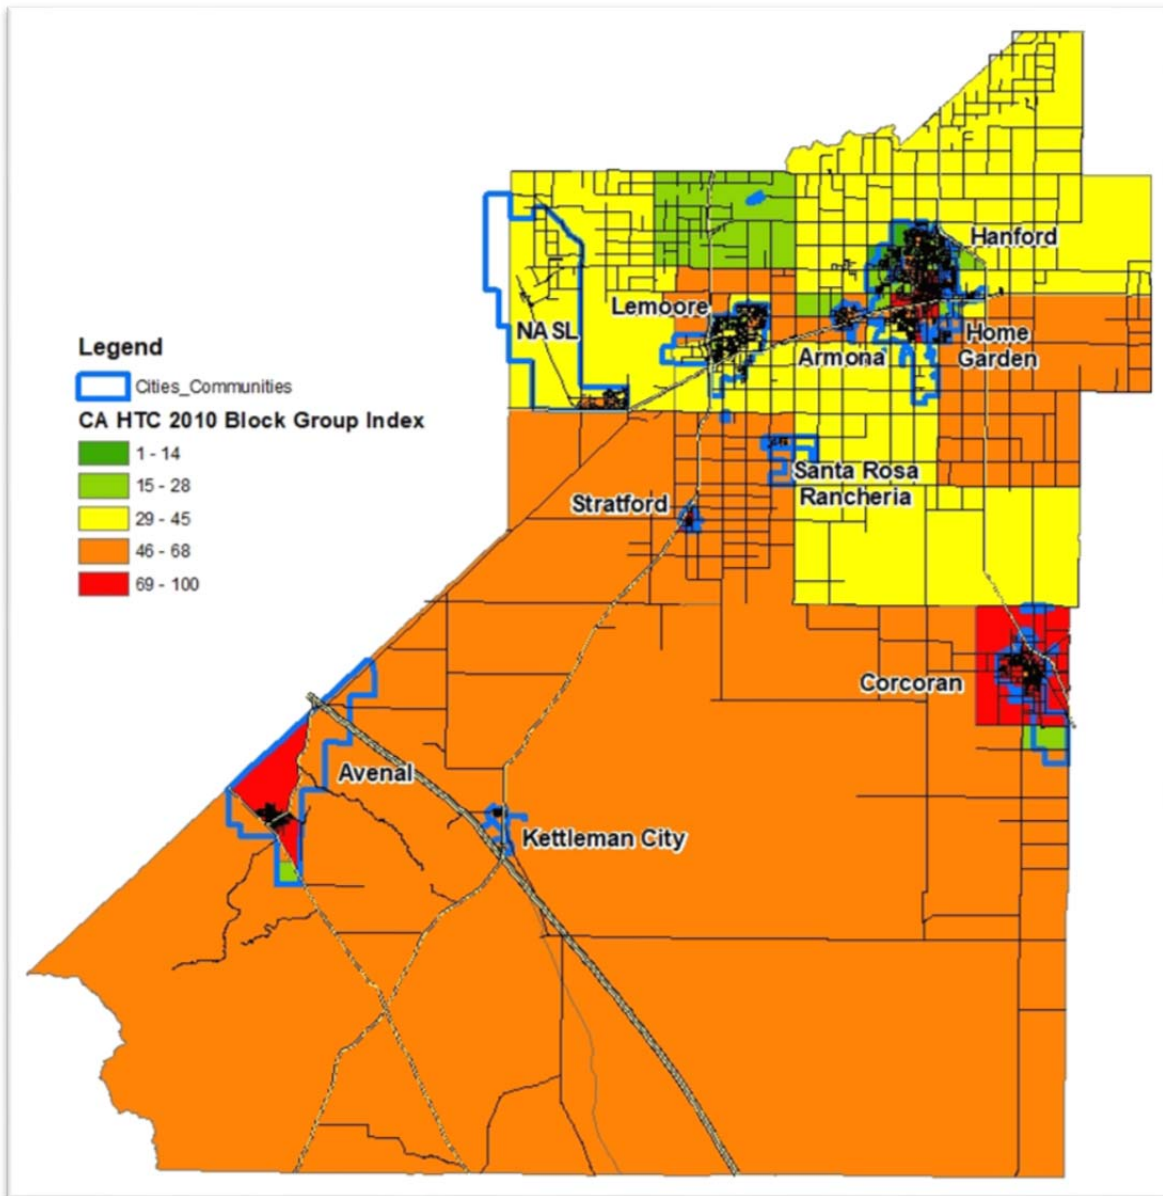 Hanford
Lemoore
NASL
Home
Garden
Armona
Legend
Cities_Communities
CA HTC 2010 Block Group Index
1 - 14
15 - 28
29 - 45
46 - 68
69 - 100
Santa Rosa
Rancheria
Stratford
Corcoran
Avenal
Kettleman City